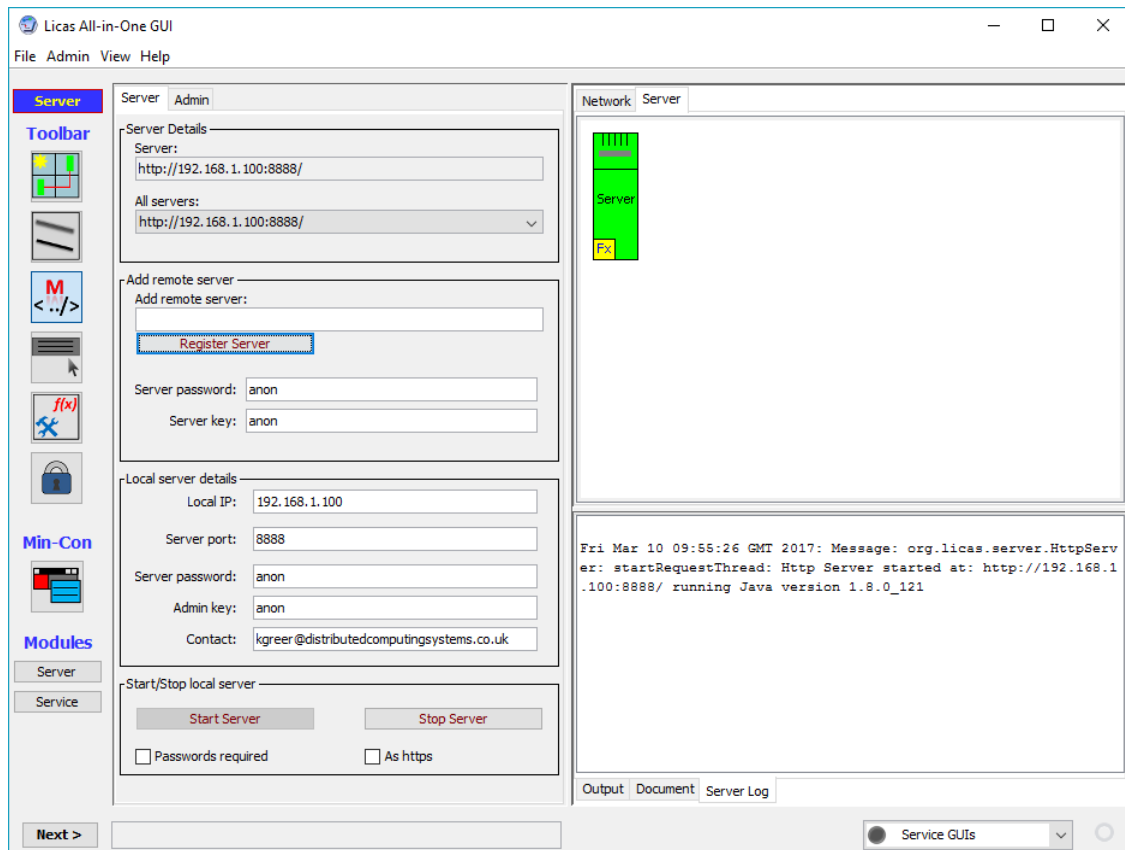 Licas All-in-One GUI
File Admin View Help
Server
Toolbar
M
< ../>
f(x)
Min-Con
Modules
Server
Service
Next >
Server Admin
Server Details
Server:
http://192.168.1.100:8888/
All servers:
http://192.168.1.100:8888/
Add remote server
Add remote server:
Register Server
Server password: anon
Server key: anon
Local server details
Local IP: 192.168.1.100
Server port: 8888
Server password: anon
Admin key: anon
Contact: kgreer@distributedcomputingsystems.co.uk
Start/Stop local server
Start Server Stop Server
Passwords required As https
Network Server
Server
Fx
Fri Mar 10 09:55:26 GMT 2017: Message: org.licas.server.HttpServ
er: startRequestThread: Http Server started at: http://192.168.1
.100:8888/ running Java version 1.8.0_121
Output Document Server Log
Service GUIs